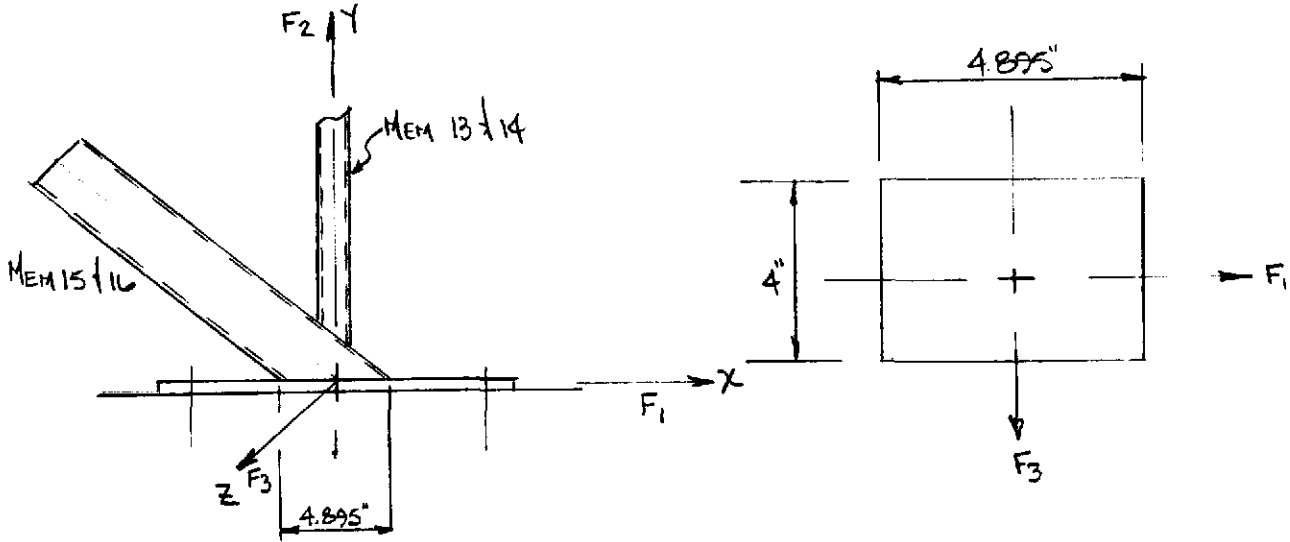 F2 Y
MEM 13 & 14
MEM 15 & 16
X
F1
Z F3
4.895"
4.895"
4"
F1
F3